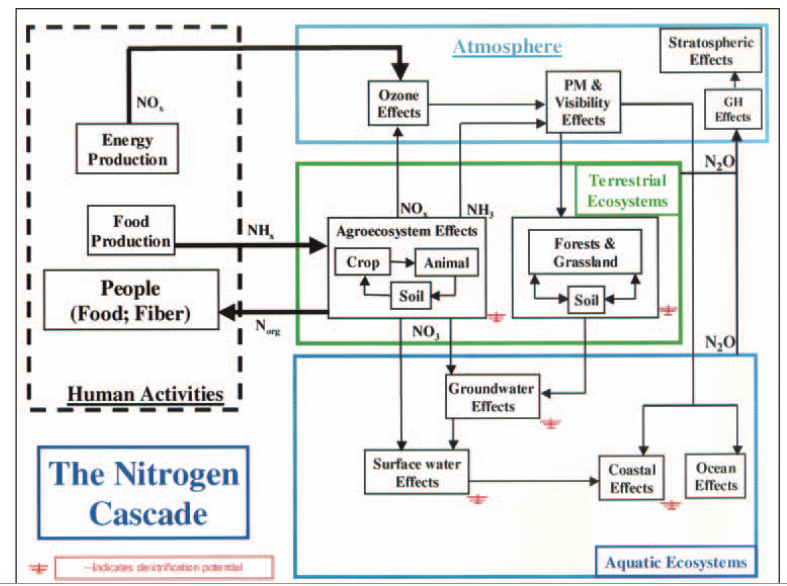 Atmosphere
Stratospheric
Effects
NOx
Ozone
Effects
PM &
Visibility
Effects
GH
Effects
Energy
Production
N2O
Terrestrial
Ecosystems
Food
Production
NHx
NOx
NH3
Agroecosystem Effects
Crop
Animal
Soil
Forests &
Grassland
Soil
People
(Food; Fiber)
Norg
NO3
N2O
Human Activities
Groundwater
Effects
The Nitrogen
Cascade
Surface water
Effects
Coastal
Effects
Ocean
Effects
--Indicates denitrification potential
Aquatic Ecosystems